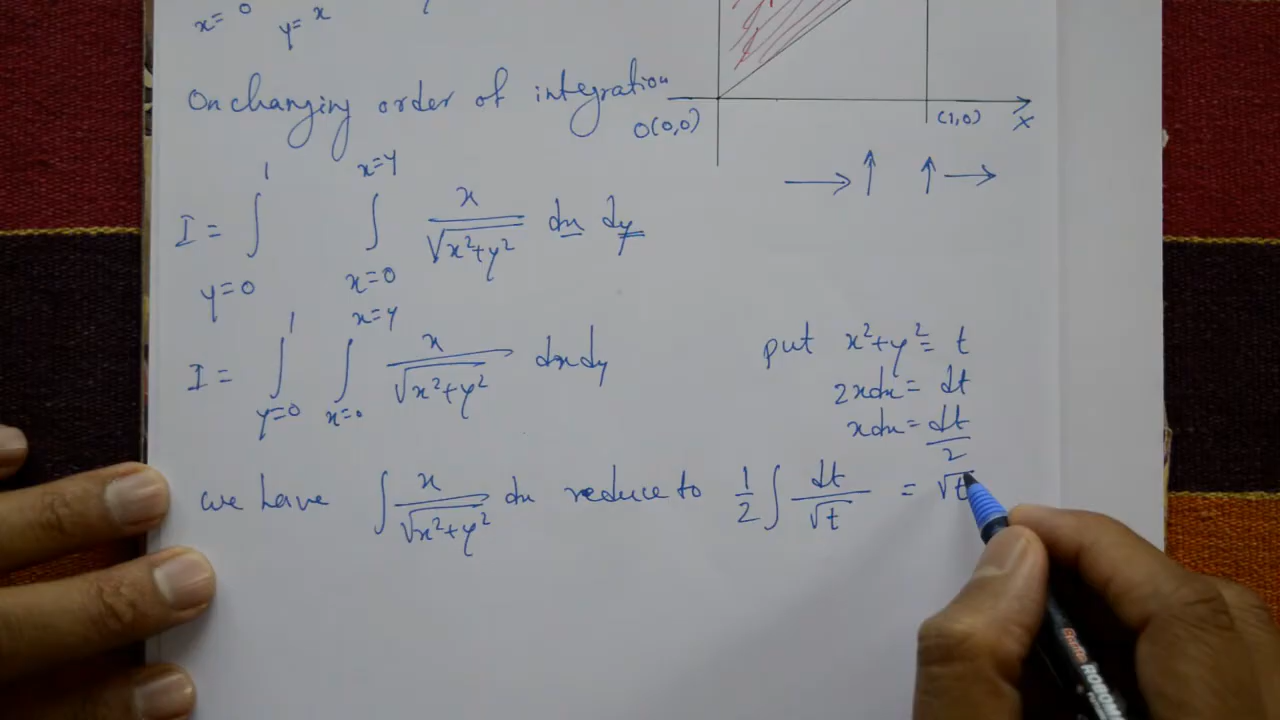 x=0 y=x
On changing order of integration
O(0,0) (1,0) X
I = ∫_{y=0}^{1} ∫_{x=0}^{x=y} x/√(x²+y²) dx dy
I = ∫_{y=0}^{1} ∫_{x=0}^{x=y} x/√(x²+y²) dx dy
put x²+y² = t
2xdx = dt
xdx = dt/2
we have ∫ x/√(x²+y²) dx reduce to 1/2 ∫ dt/√t = √t